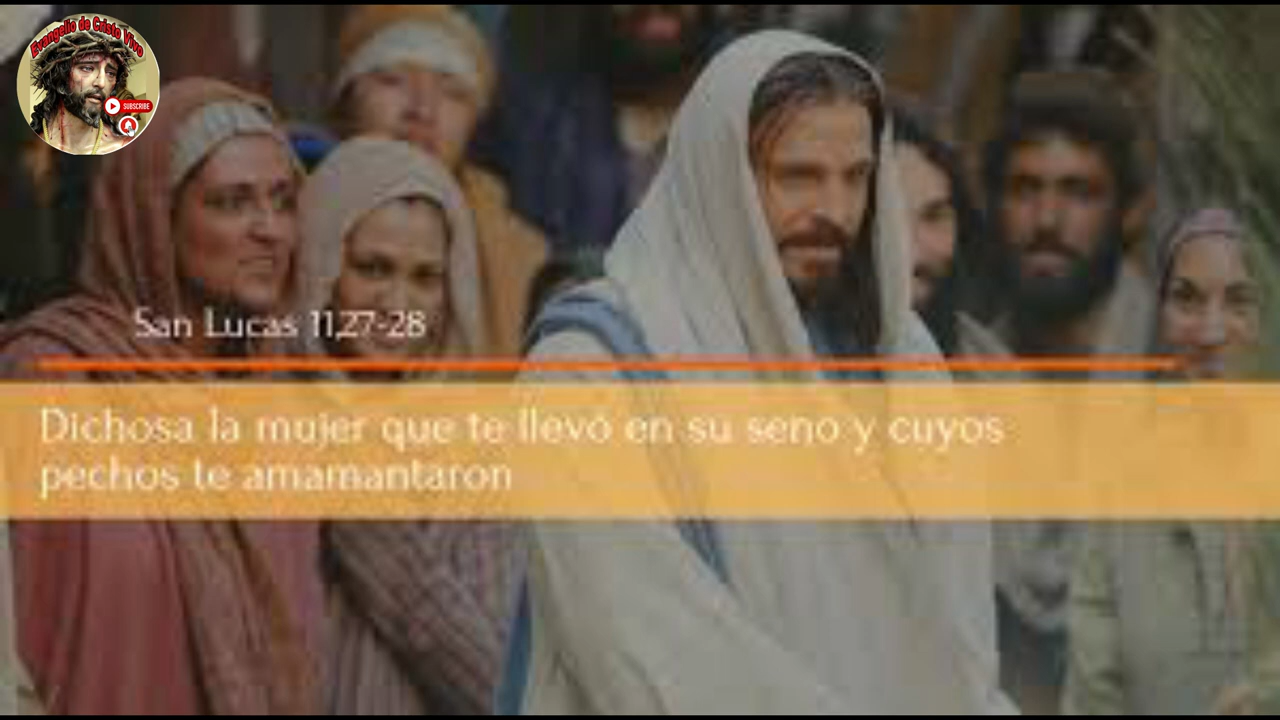 Evangelio de Cristo Vivo
SUBSCRIBE
San Lucas 11,27-28
Dichosa la mujer que te llevó en su seno y cuyos
pechos te amamantaron